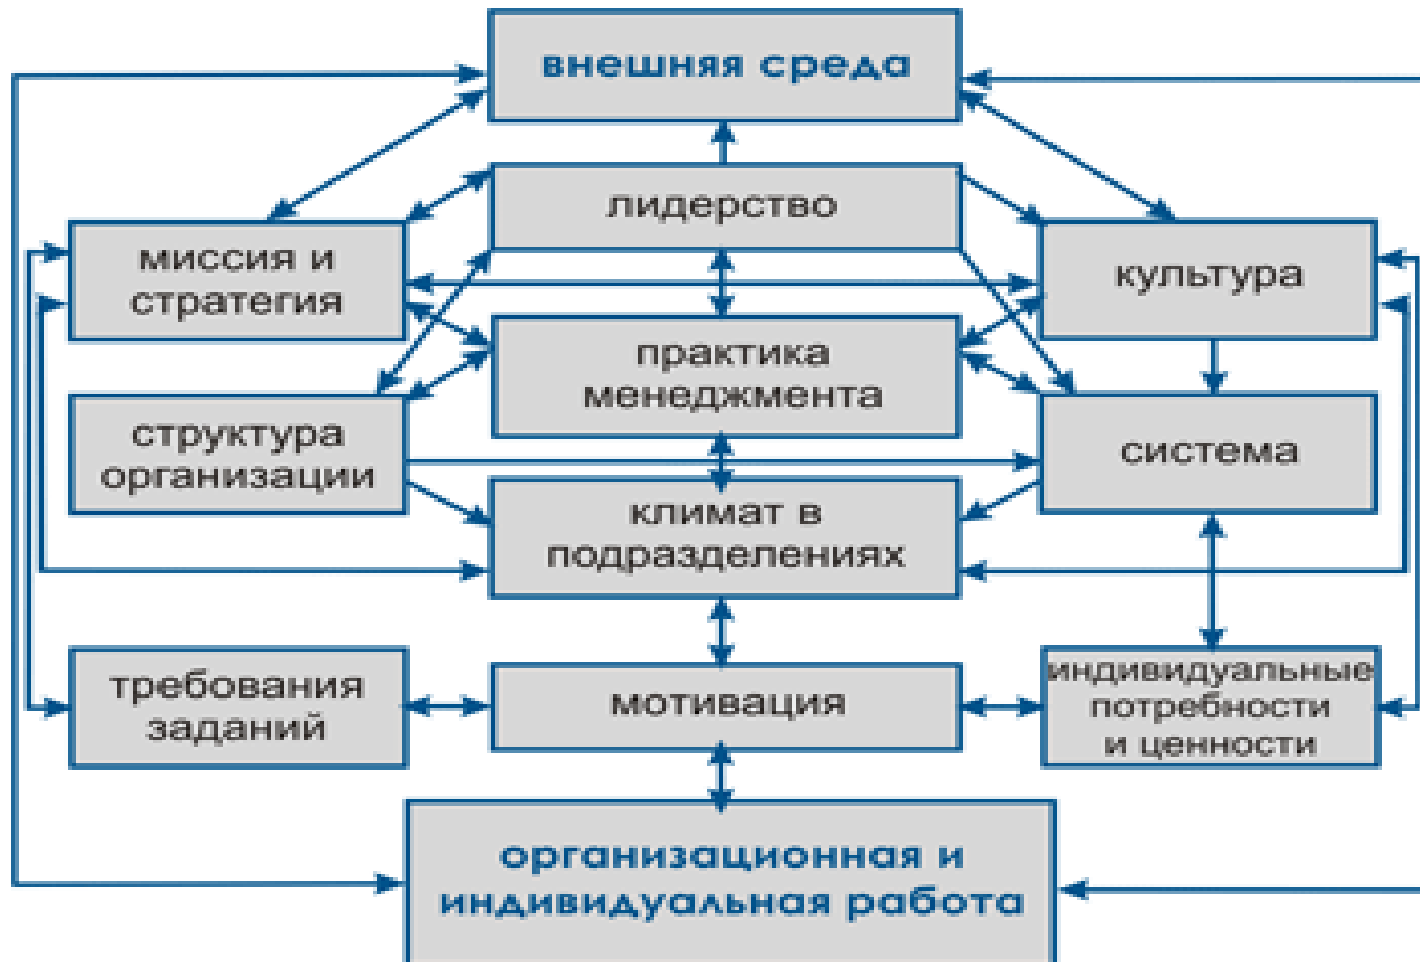 внешняя среда
лидерство
миссия и
стратегия
культура
практика
менеджмента
структура
организации
система
климат в
подразделениях
требования
заданий
мотивация
индивидуальные
потребности
и ценности
организационная и
индивидуальная работа